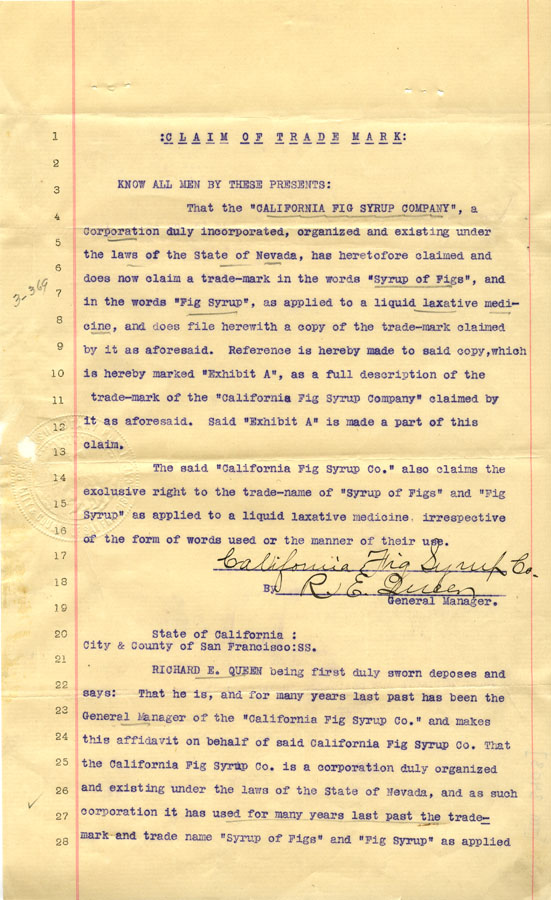 :CLAIM OF TRADE MARK:
KNOW ALL MEN BY THESE PRESENTS:
That the "CALIFORNIA FIG SYRUP COMPANY", a
Corporation duly incorporated, organized and existing under
the laws of the State of Nevada, has heretofore claimed and
does now claim a trade-mark in the words "Syrup of Figs", and
in the words "Fig Syrup", as applied to a liquid laxative medi-
cine, and does file herewith a copy of the trade-mark claimed
by it as aforesaid. Reference is hereby made to said copy,which
is hereby marked "Exhibit A", as a full description of the
trade-mark of the "California Fig Syrup Company" claimed by
it as aforesaid. Said "Exhibit A" is made a part of this
claim.
The said "California Fig Syrup Co." also claims the
exclusive right to the trade-name of "Syrup of Figs" and "Fig
Syrup" as applied to a liquid laxative medicine, irrespective
of the form of words used or the manner of their use.
California Fig Syrup Co.
By R. E. Queen
General Manager.
State of California :
City & County of San Francisco:SS.
RICHARD E. QUEEN being first duly sworn deposes and
says: That he is, and for many years last past has been the
General Manager of the "California Fig Syrup Co." and makes
this affidavit on behalf of said California Fig Syrup Co. That
the California Fig Syrup Co. is a corporation duly organized
and existing under the laws of the State of Nevada, and as such
corporation it has used for many years last past the trade-
mark and trade name "Syrup of Figs" and "Fig Syrup" as applied
1
2
3
4
5
6
7
8
9
10
11
12
13
14
15
16
17
18
19
20
21
22
23
24
25
26
27
28
3-369